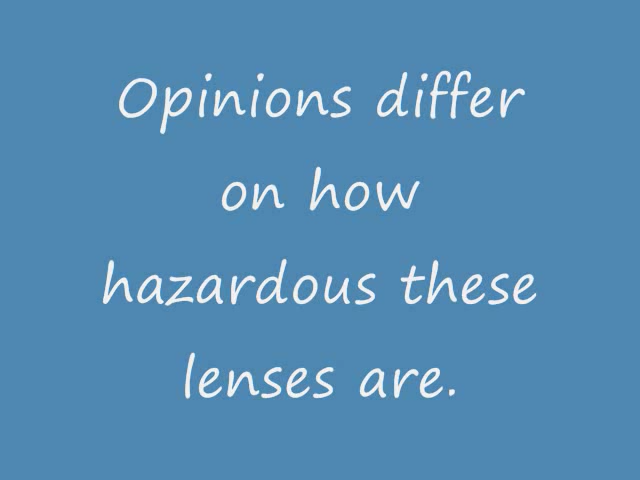 Opinions differ
on how
hazardous these
lenses are.